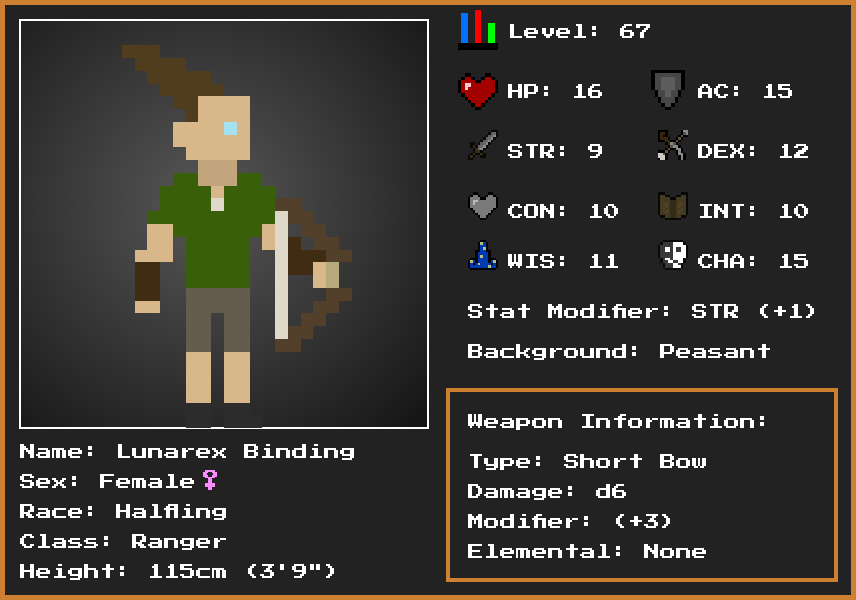 Level: 67
HP: 16 AC: 15
STR: 9 DEX: 12
CON: 10 INT: 10
WIS: 11 CHA: 15
Stat Modifier: STR (+1)
Background: Peasant
Weapon Information:
Type: Short Bow
Damage: d6
Modifier: (+3)
Elemental: None
Name: Lunarex Binding
Sex: Female♀
Race: Halfling
Class: Ranger
Height: 115cm (3'9")